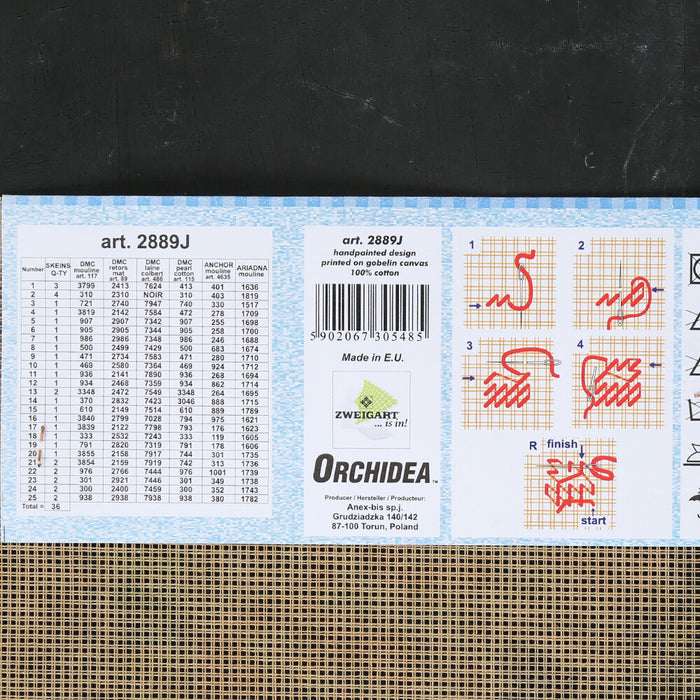 art. 2889J
Number SKEINS Q-TY DMC mouline art. 117 DMC retors mat art. 89 DMC laine colbert art. 486 DMC pearl cotton art. 115 ANCHOR mouline art. 4635 ARIADNA mouline
1 3 3799 2413 7624 413 401 1636
2 4 310 2310 NOIR 310 403 1819
3 1 721 2740 7947 740 330 1517
4 1 3819 2142 7584 472 278 1709
5 1 907 2907 7342 907 255 1698
6 1 905 2905 7344 905 258 1700
7 1 986 2986 7348 986 246 1688
8 1 500 2499 7429 500 683 1674
9 1 471 2734 7583 471 280 1710
10 1 469 2580 7364 469 924 1712
11 1 936 2141 7890 936 268 1694
12 1 934 2468 7359 934 862 1714
13 2 3348 2472 7549 3348 264 1695
14 1 370 2832 7423 3046 888 1715
15 1 610 2149 7514 610 889 1789
16 1 3840 2799 7028 794 975 1621
17 1 3839 2122 7798 793 176 1623
18 1 333 2532 7243 333 119 1605
19 1 791 2820 7319 791 178 1606
20 1 3855 2158 7917 744 301 1735
21 2 3854 2159 7742 741 313 1736
22 2 976 2766 7444 976 1001 1739
23 2 301 2921 7446 301 349 1738
24 2 300 2400 7459 300 352 1743
25 2 938 2938 7938 938 380 1782
Total = 36
art. 2889J
handpainted design
printed on gobelin canvas
100% cotton
5 902067 305485
Made in E.U.
ZWEIGART
... is in!
ORCHIDEA™
Producer / Hersteller / Producteur:
Anex-bis sp.j.
Grudziadzka 140/142
87-100 Torun, Poland
1
2
3
4
R finish
start